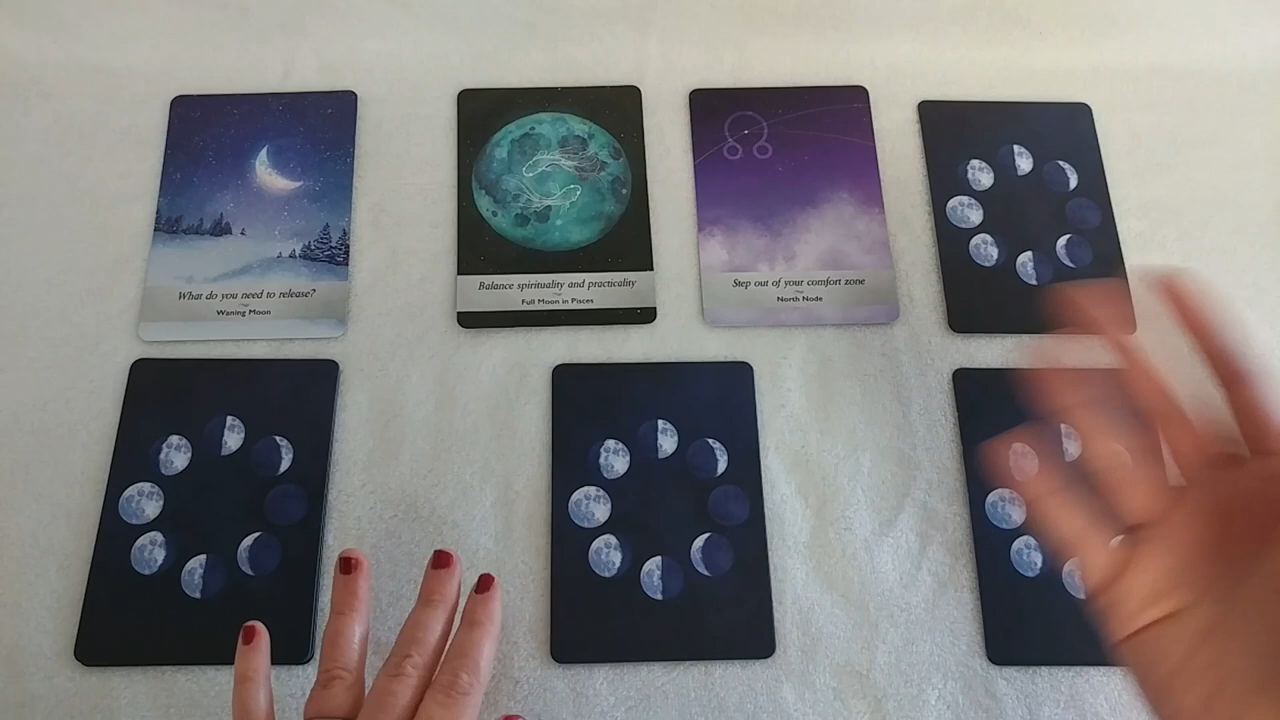 What do you need to release?
Waning Moon
Balance spirituality and practicality
Full Moon in Pisces
Step out of your comfort zone
North Node